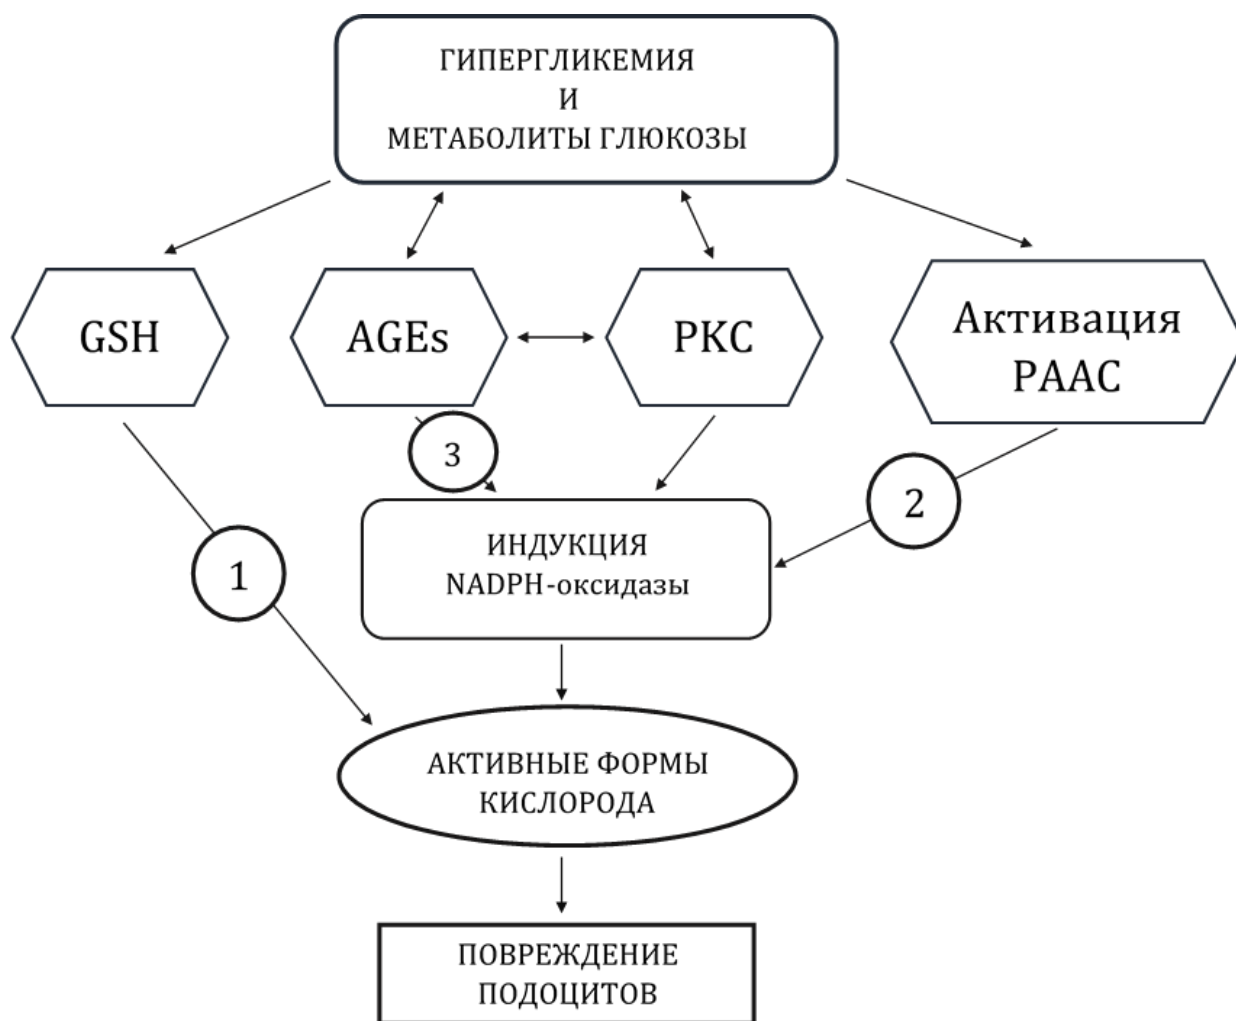 ГИПЕРГЛИКЕМИЯ
И
МЕТАБОЛИТЫ ГЛЮКОЗЫ
GSH
AGEs
PKC
Активация
РААС
3
2
1
ИНДУКЦИЯ
NADPH-оксидазы
АКТИВНЫЕ ФОРМЫ
КИСЛОРОДА
ПОВРЕЖДЕНИЕ
ПОДОЦИТОВ